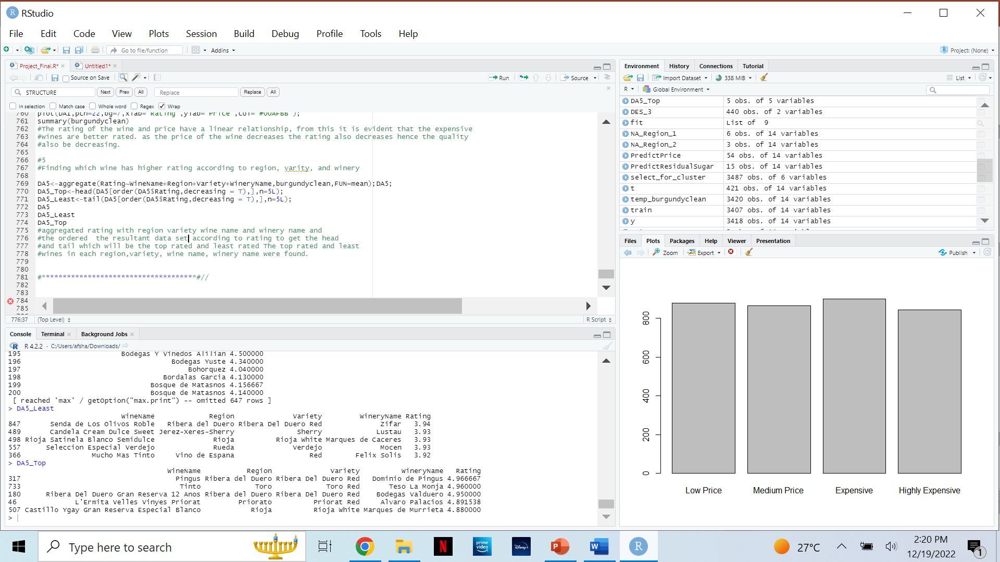 RStudio
File Edit Code View Plots Session Build Debug Profile Tools Help
Go to file/function Addins Project: (None)
Project_Final.R* Untitled1*
Source on Save Run Source
STRUCTURE Next Prev All Replace Replace All
In selection Match case Whole word Regex Wrap
760 plot(DA1,pch=22,bg=7,xlab="Rating",ylab="Price",col="#00AFBB");
761 summary(burgundyclean)
762 #The rating of the wine and price have a linear relationship, from this it is evident that the expensive
763 #wines are better rated. as the price of the wine decreases the rating also decreases hence the quality
764 #also be decreasing.
765
766 #5
767 #Finding which wine has higher rating according to region, varity, and winery
768
769 DA5<-aggregate(Rating~WineName+Region+Variety+WineryName,burgundyclean,FUN=mean);DA5;
770 DA5_Top<-head(DA5[order(DA5$Rating,decreasing = T),],n=5L);
771 DA5_Least<-tail(DA5[order(DA5$Rating,decreasing = T),],n=5L);
772 DA5
773 DA5_Least
774 DA5_Top
775 #aggregated rating with region variety wine name and winery name and
776 #the ordered  the resultant data set according to rating to get the head
777 #and tail which will be the top rated and least rated The top rated and least
778 #wines in each region,variety, wine name, winery name were found.
779
780
781 #*************************************#//
782
783
784
785
776:37 (Top Level) R Script
Console Terminal Background Jobs
R 4.2.2 · C:/Users/afsha/Downloads/
195 Bodegas Y Vinedos Alilian 4.500000
196 Bodegas Yuste 4.340000
197 Bohorquez 4.040000
198 Bordalas Garcia 4.130000
199 Bosque de Matasnos 4.156667
200 Bosque de Matasnos 4.140000
[ reached 'max' / getOption("max.print") -- omitted 647 rows ]
> DA5_Least
WineName Region Variety WineryName Rating
847 Senda de Los Olivos Roble Ribera del Duero Ribera Del Duero Red Zifar 3.94
489 Candela Cream Dulce Sweet Jerez-Xeres-Sherry Sherry Lustau 3.93
498 Rioja Satinela Blanco Semidulce Rioja Rioja White Marques de Caceres 3.93
557 Seleccion Especial Verdejo Rueda Verdejo Mocen 3.93
366 Mucho Mas Tinto Vino de Espana Red Felix Solis 3.92
> DA5_Top
WineName Region Variety WineryName Rating
317 Pingus Ribera del Duero Ribera Del Duero Red Dominio de Pingus 4.966667
733 Tinto Toro Toro Red Teso La Monja 4.960000
180 Ribera Del Duero Gran Reserva 12 Anos Ribera del Duero Ribera Del Duero Red Bodegas Valduero 4.950000
46 L'Ermita Velles Vinyes Priorat Priorato Priorat Red Alvaro Palacios 4.891538
507 Castillo Ygay Gran Reserva Especial Blanco Rioja Rioja White Marques de Murrieta 4.880000
>
Environment History Connections Tutorial
Import Dataset 338 MiB List
R Global Environment
DA5_Top 5 obs. of 5 variables
DES_3 440 obs. of 2 variables
fit List of 9
NA_Region_1 6 obs. of 14 variables
NA_Region_2 3 obs. of 14 variables
PredictPrice 54 obs. of 14 variables
PredictResidualSugar 15 obs. of 14 variables
select_for_cluster 3487 obs. of 6 variables
t 421 obs. of 14 variables
temp_burgundyclean 3420 obs. of 14 variables
train 3407 obs. of 14 variables
y 3418 obs. of 14 variables
Files Plots Packages Help Viewer Presentation
Zoom Export Publish
800
600
400
200
0
Low Price Medium Price Expensive Highly Expensive
Type here to search
N
prime video
Disney+
P
W
R
27°C
2:20 PM
12/19/2022
1